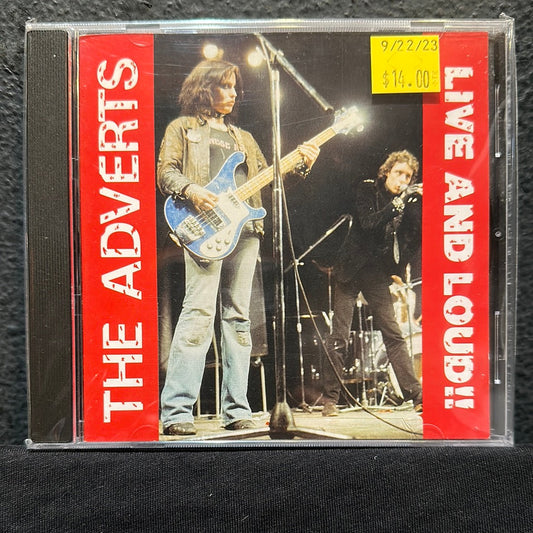 THE ADVERTS
9/22/23
$14.00
LIVE AND LOUD!!